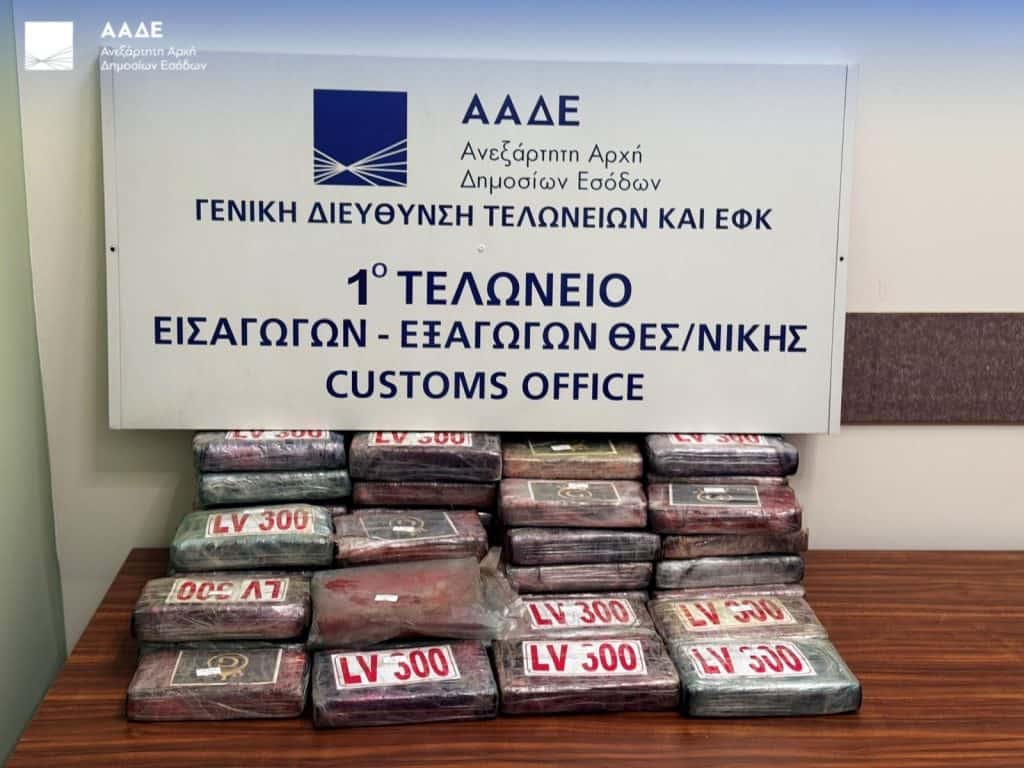 ΑΑΔΕ
Ανεξάρτητη Αρχή
Δημοσίων Εσόδων
ΑΑΔΕ
Ανεξάρτητη Αρχή
Δημοσίων Εσόδων
ΓΕΝΙΚΗ ΔΙΕΥΘΥΝΣΗ ΤΕΛΩΝΕΙΩΝ ΚΑΙ ΕΦΚ
1Ο ΤΕΛΩΝΕΙΟ
ΕΙΣΑΓΩΓΩΝ - ΕΞΑΓΩΓΩΝ ΘΕΣ/ΝΙΚΗΣ
CUSTOMS OFFICE
LV 300
LV 300
LV 300
LV 300
LV 300
LV 300
LV 300
LV 300
LV 300
LV 300